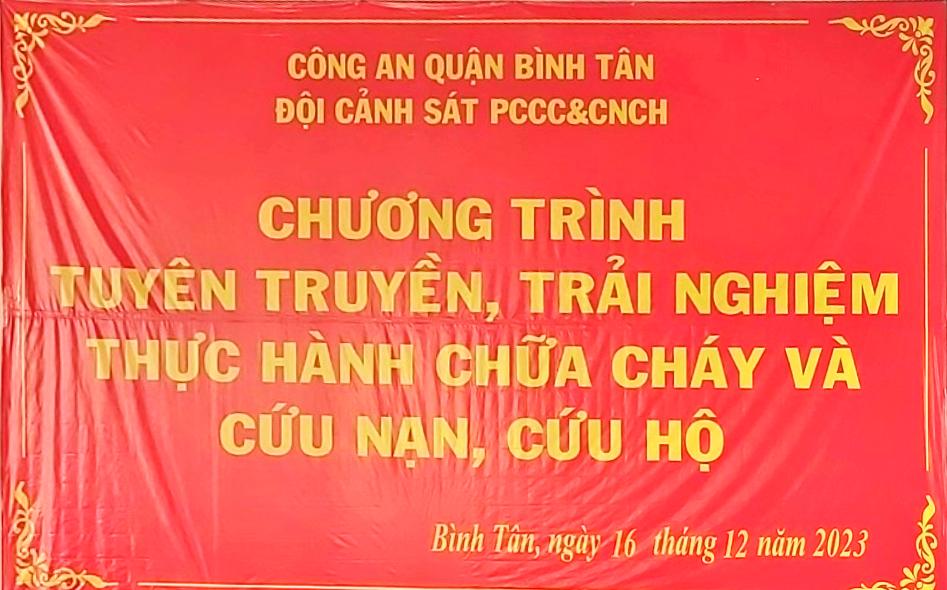 CÔNG AN QUẬN BÌNH TÂN
ĐỘI CẢNH SÁT PCCC&CNCH
CHƯƠNG TRÌNH
TUYÊN TRUYỀN, TRẢI NGHIỆM
THỰC HÀNH CHỮA CHÁY VÀ
CỨU NẠN, CỨU HỘ
Bình Tân, ngày 16 tháng 12 năm 2023